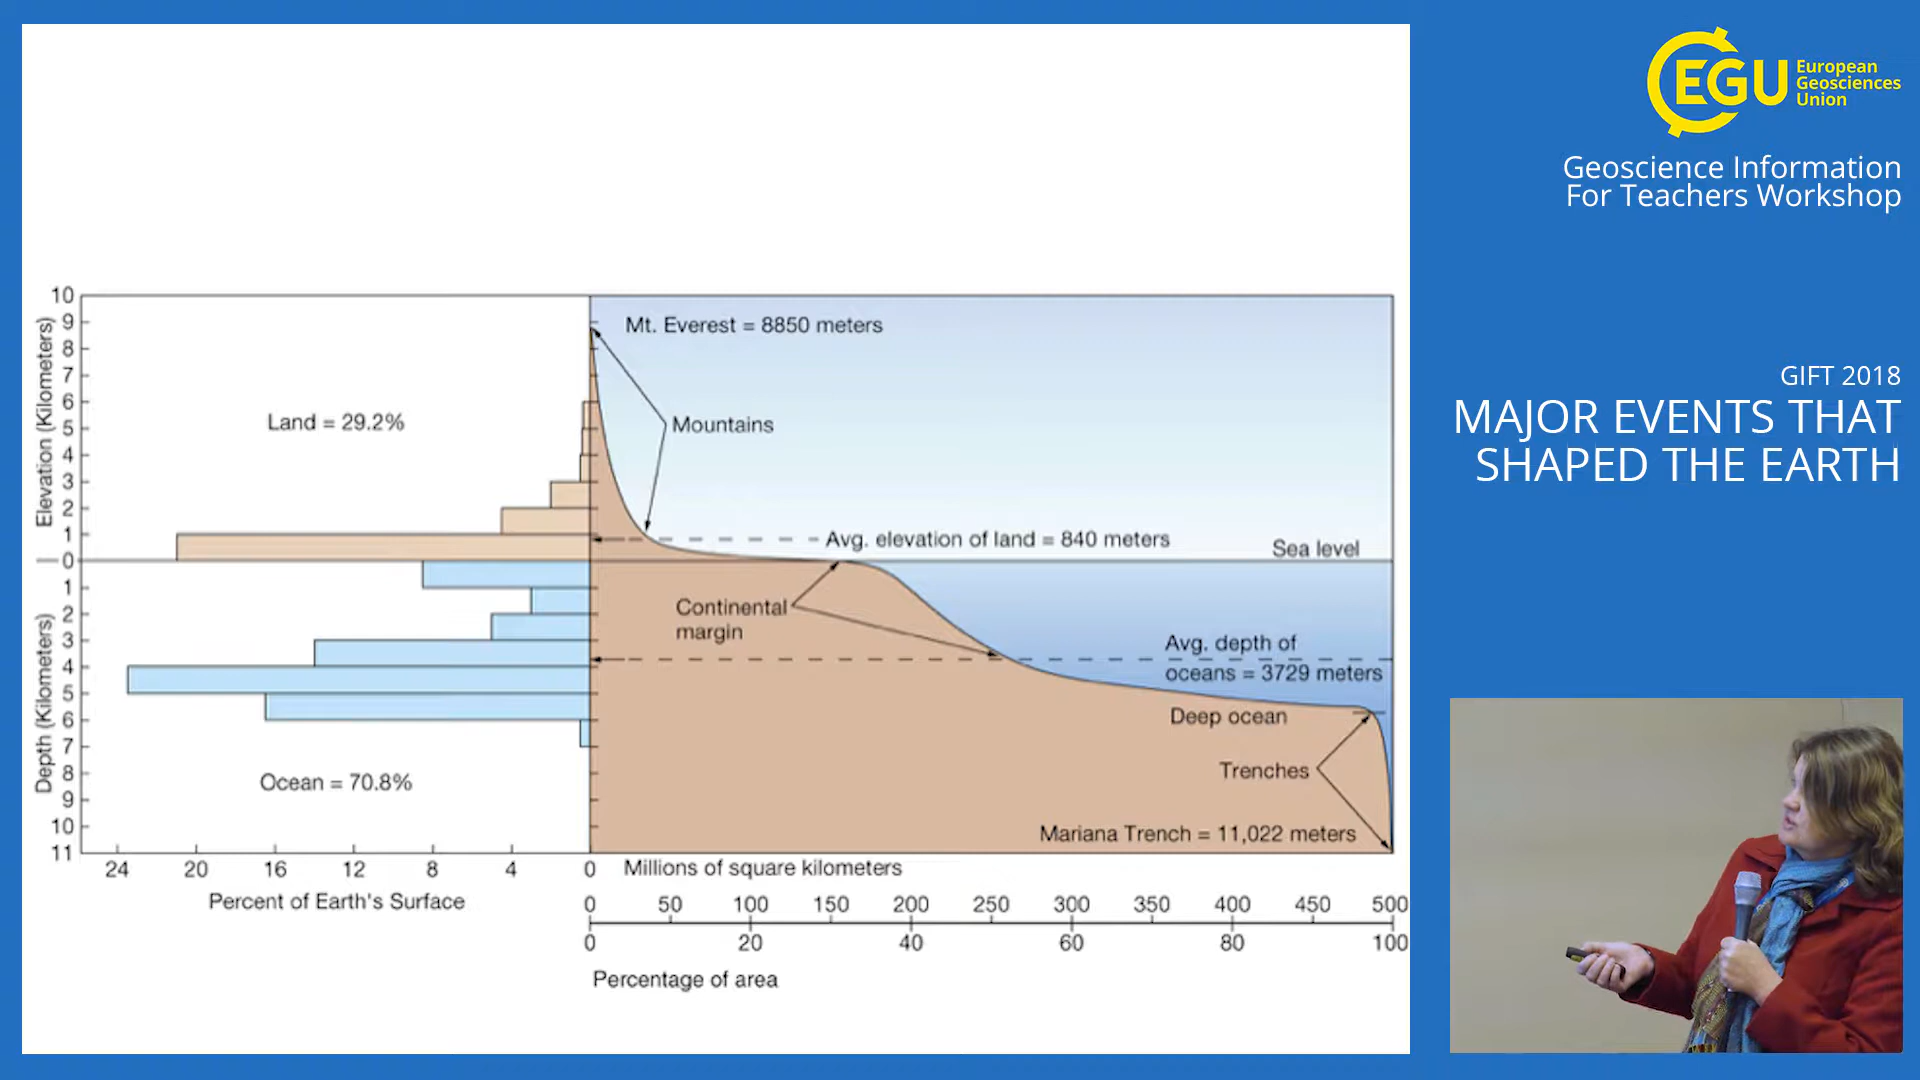 EGU
European
Geosciences
Union
Geoscience Information
For Teachers Workshop
GIFT 2018
MAJOR EVENTS THAT
SHAPED THE EARTH
Elevation (Kilometers)
10
9
8
7
6
5
4
3
2
1
0
Depth (Kilometers)
1
2
3
4
5
6
7
8
9
10
11
Land = 29.2%
Ocean = 70.8%
24 20 16 12 8 4 0
Percent of Earth's Surface
Mt. Everest = 8850 meters
Mountains
Avg. elevation of land = 840 meters
Sea level
Continental
margin
Avg. depth of
oceans = 3729 meters
Deep ocean
Trenches
Mariana Trench = 11,022 meters
Millions of square kilometers
0 50 100 150 200 250 300 350 400 450 500
0 20 40 60 80 100
Percentage of area